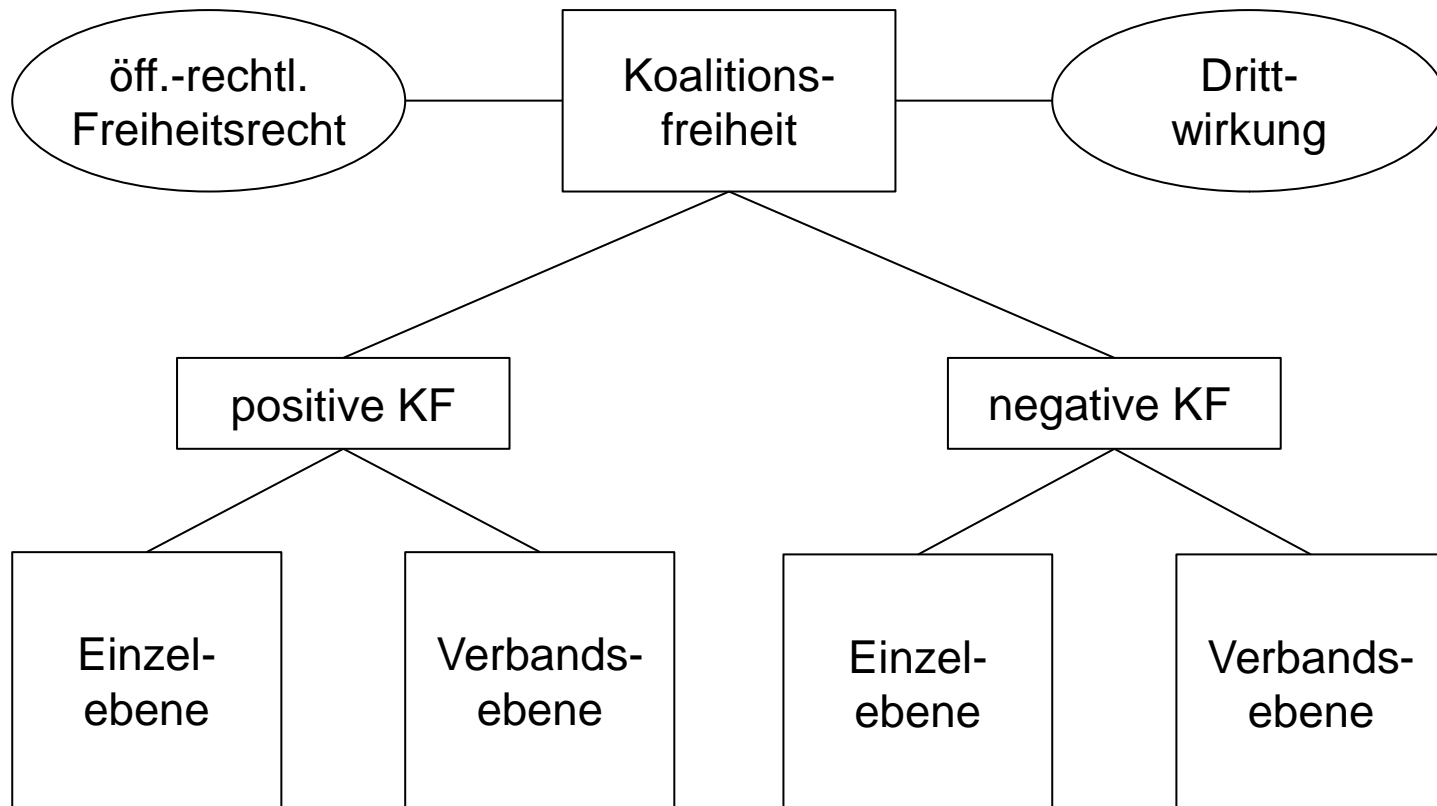 öff.-rechtl.
Freiheitsrecht
Koalitions-
freiheit
Dritt-
wirkung
positive KF
negative KF
Einzel-
ebene
Verbands-
ebene
Einzel-
ebene
Verbands-
ebene